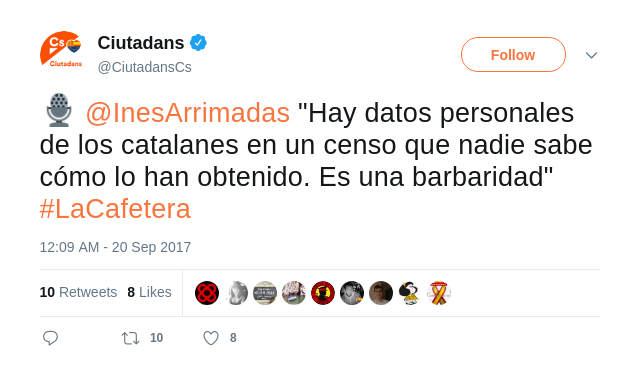 Cs
Ciutadans
Ciutadans
@CiutadansCs
Follow
@InesArrimadas "Hay datos personales
de los catalanes en un censo que nadie sabe
cómo lo han obtenido. Es una barbaridad"
#LaCafetera
12:09 AM - 20 Sep 2017
10 Retweets 8 Likes
10 8